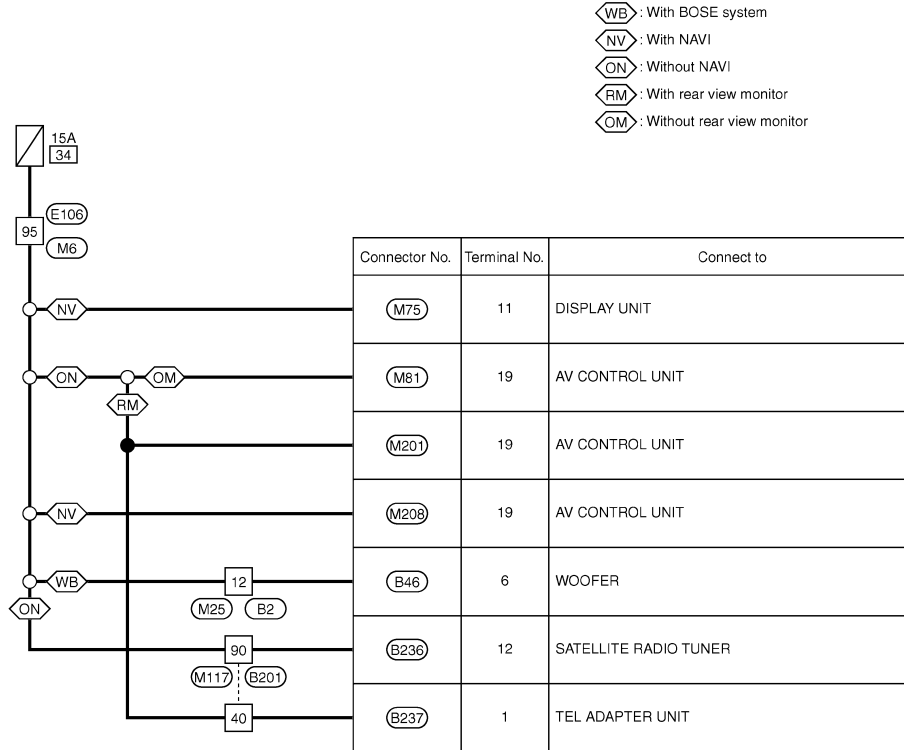 WB : With BOSE system
NV : With NAVI
ON : Without NAVI
RM : With rear view monitor
OM : Without rear view monitor
15A
34
E106
95
M6
Connector No. Terminal No. Connect to
NV M75 11 DISPLAY UNIT
ON OM M81 19 AV CONTROL UNIT
RM
M201 19 AV CONTROL UNIT
NV M208 19 AV CONTROL UNIT
WB 12 B46 6 WOOFER
ON M25 B2
90 B236 12 SATELLITE RADIO TUNER
M117 B201
40 B237 1 TEL ADAPTER UNIT